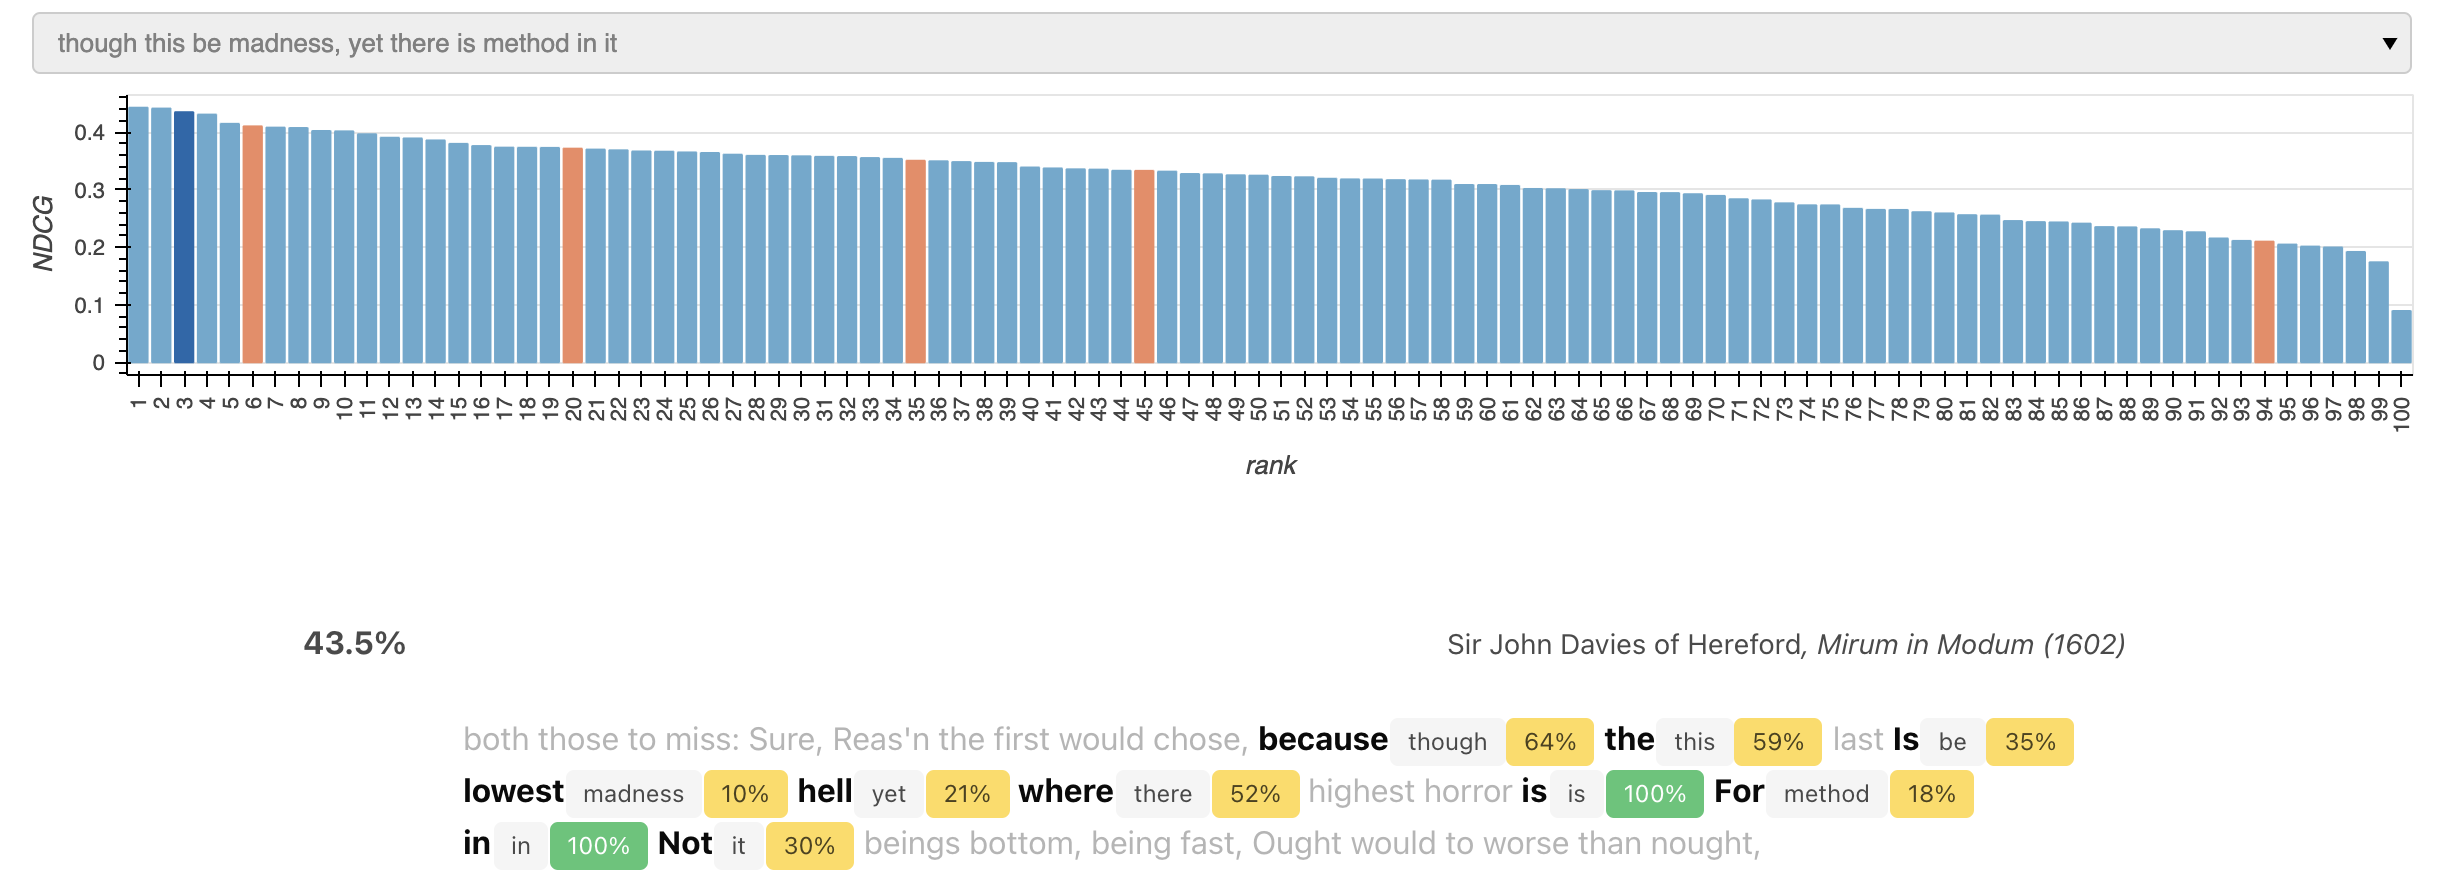 though this be madness, yet there is method in it ▼
NDCG
0.4
0.3
0.2
0.1
0
1 2 3 4 5 6 7 8 9 10 11 12 13 14 15 16 17 18 19 20 21 22 23 24 25 26 27 28 29 30 31 32 33 34 35 36 37 38 39 40 41 42 43 44 45 46 47 48 49 50 51 52 53 54 55 56 57 58 59 60 61 62 63 64 65 66 67 68 69 70 71 72 73 74 75 76 77 78 79 80 81 82 83 84 85 86 87 88 89 90 91 92 93 94 95 96 97 98 99 100
rank
43.5% Sir John Davies of Hereford, Mirum in Modum (1602)
both those to miss: Sure, Reas'n the first would chose, because though 64% the this 59% last Is be 35%
lowest madness 10% hell yet 21% where there 52% highest horror is is 100% For method 18%
in in 100% Not it 30% beings bottom, being fast, Ought would to worse than nought,